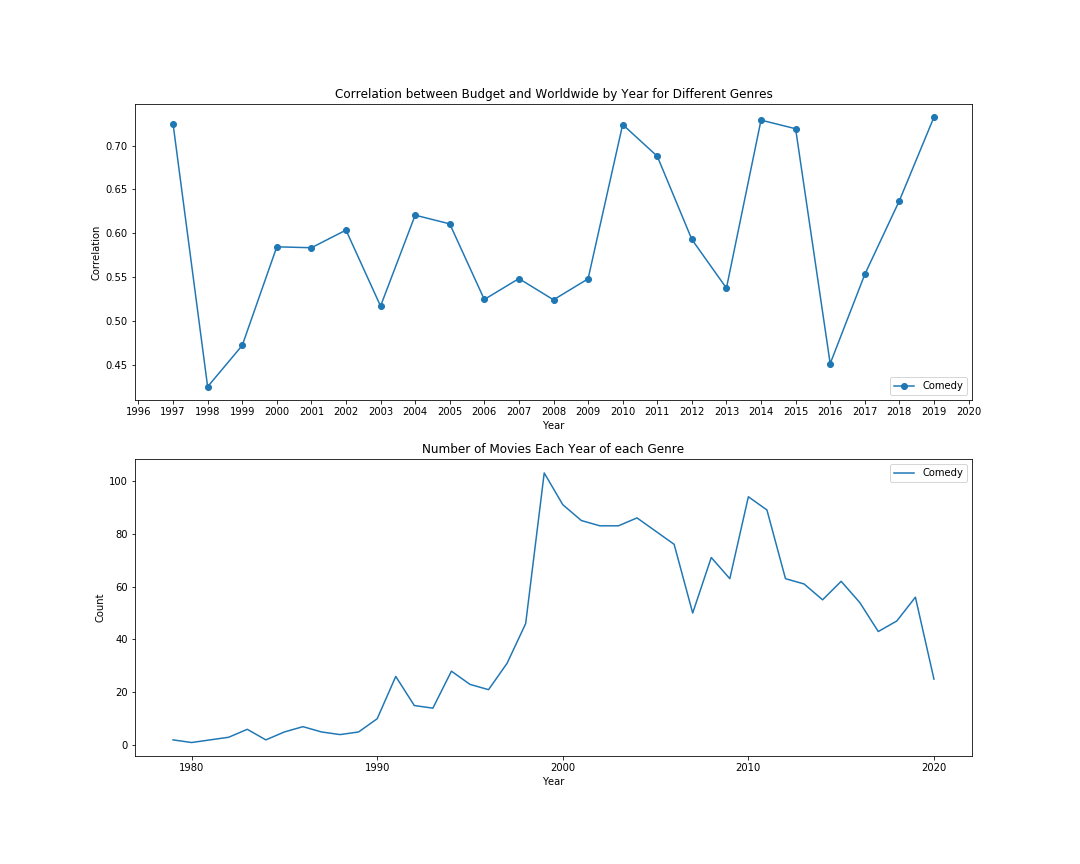 Correlation between Budget and Worldwide by Year for Different Genres
Correlation
0.70
0.65
0.60
0.55
0.50
0.45
Comedy
1996 1997 1998 1999 2000 2001 2002 2003 2004 2005 2006 2007 2008 2009 2010 2011 2012 2013 2014 2015 2016 2017 2018 2019 2020
Year
Number of Movies Each Year of each Genre
Comedy
Count
100
80
60
40
20
0
1980 1990 2000 2010 2020
Year